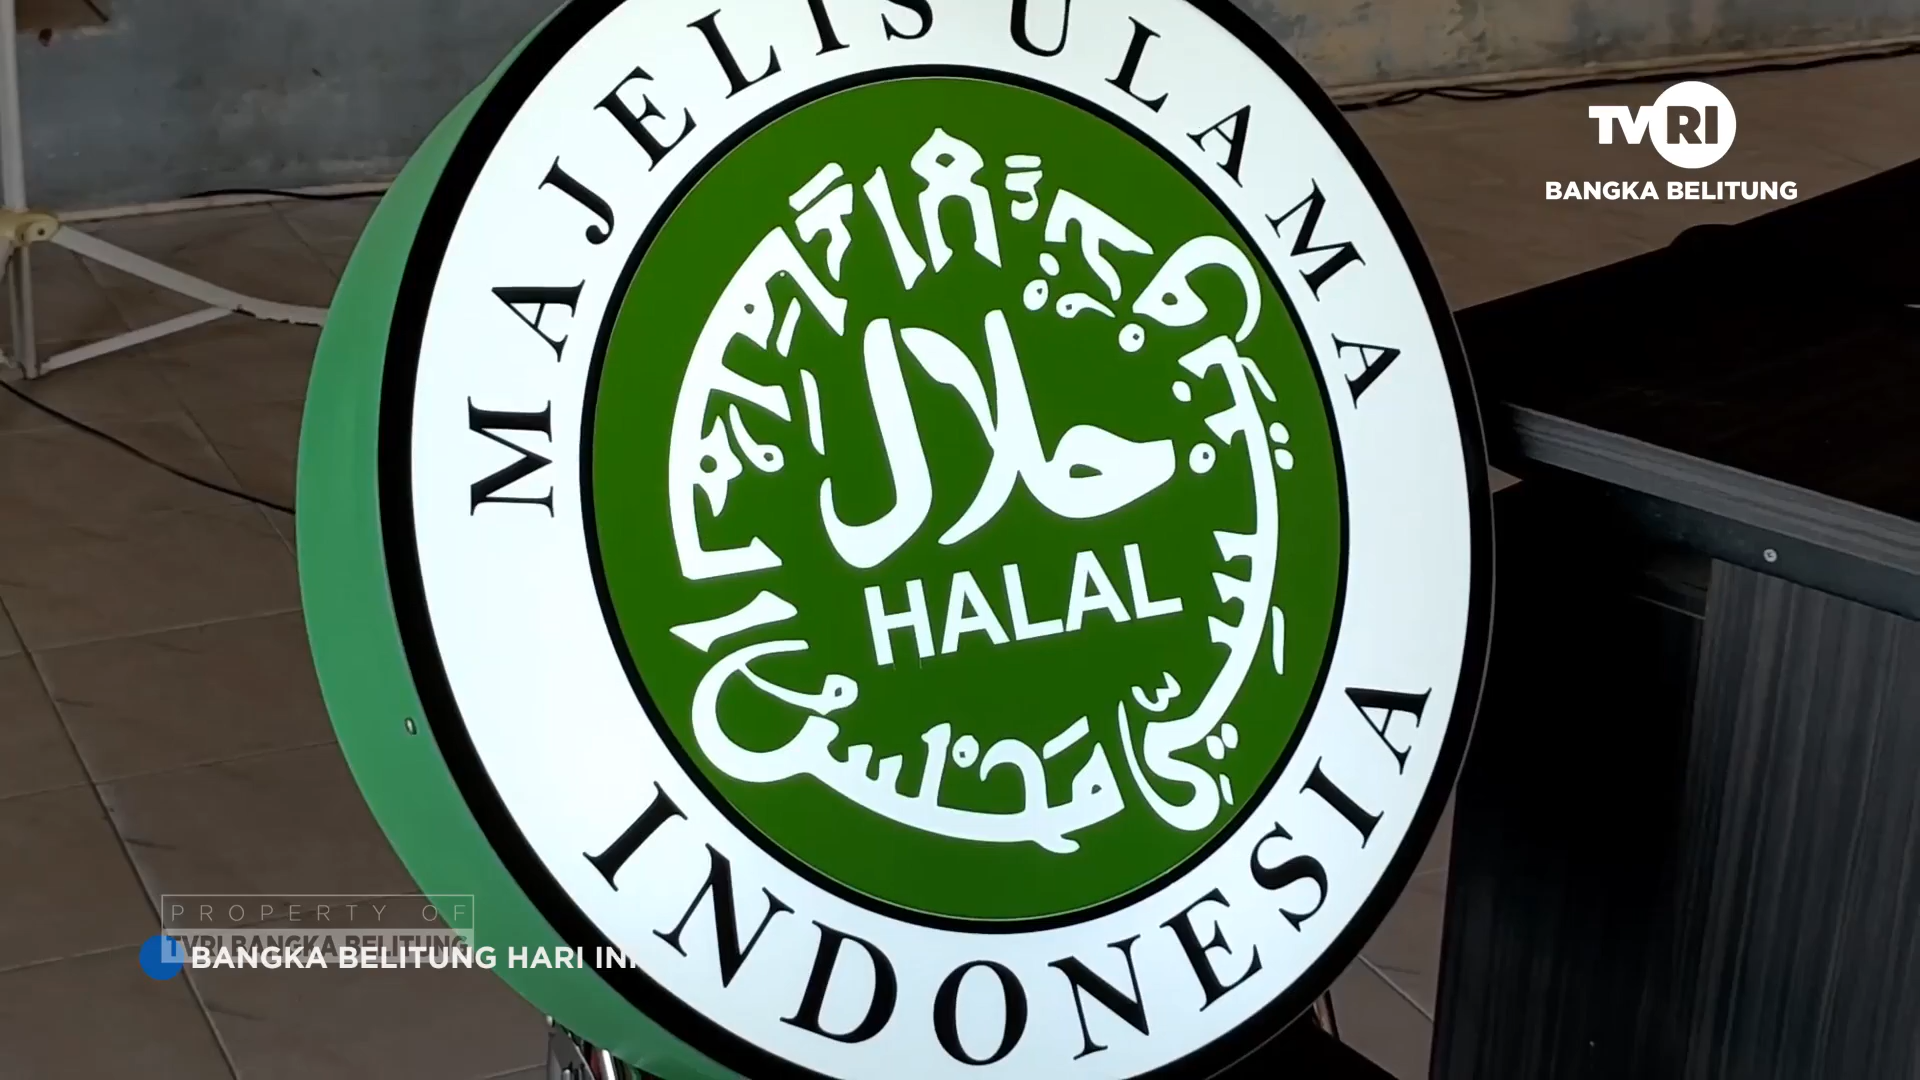 MAJELIS ULAMA
TVRI
BANGKA BELITUNG
حلال
HALAL
INDONESIA
PROPERTY OF
TVRI BANGKA BELITUNG
BANGKA BELITUNG HARI INI